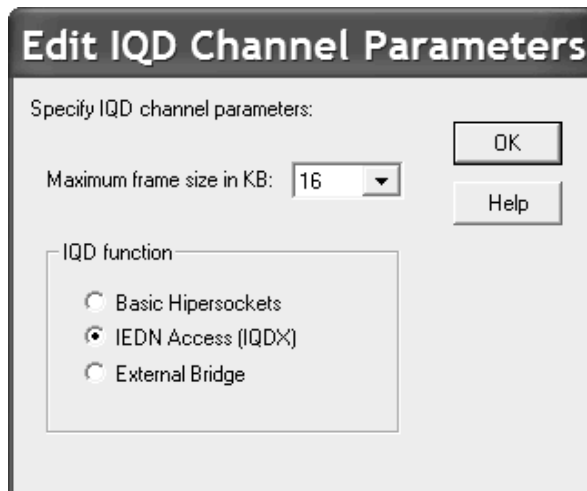 Edit IQD Channel Parameters
Specify IQD channel parameters:
OK
Maximum frame size in KB: 16
Help
IQD function
Basic Hipersockets
IEDN Access (IQDX)
External Bridge